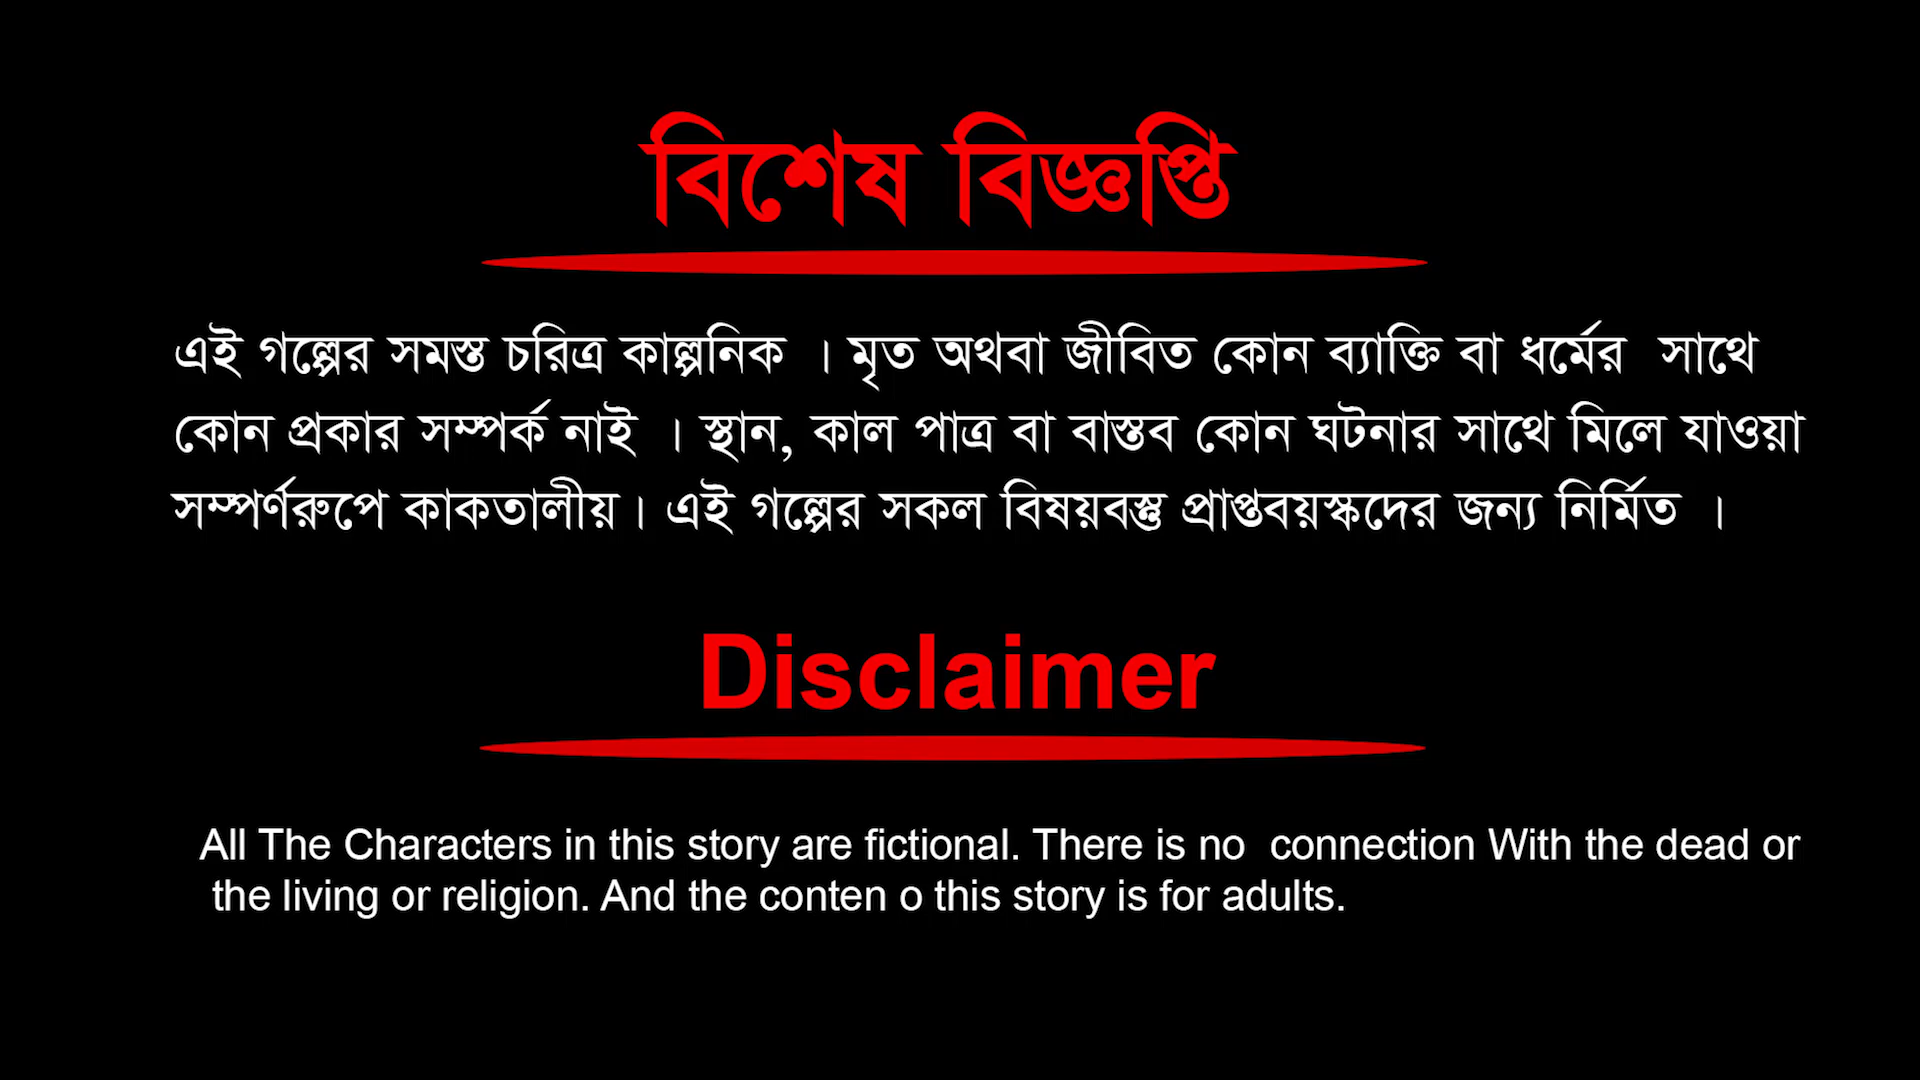 বিশেষ বিজ্ঞপ্তি
এই গল্পের সমস্ত চরিত্র কাল্পনিক । মৃত অথবা জীবিত কোন ব্যাক্তি বা ধর্মের সাথে
কোন প্রকার সম্পর্ক নাই । স্থান, কাল পাত্র বা বাস্তব কোন ঘটনার সাথে মিলে যাওয়া
সম্পর্ণরুপে কাকতালীয়। এই গল্পের সকল বিষয়বস্তু প্রাপ্তবয়স্কদের জন্য নির্মিত ।
Disclaimer
All The Characters in this story are fictional. There is no connection With the dead or
the living or religion. And the conten o this story is for adults.